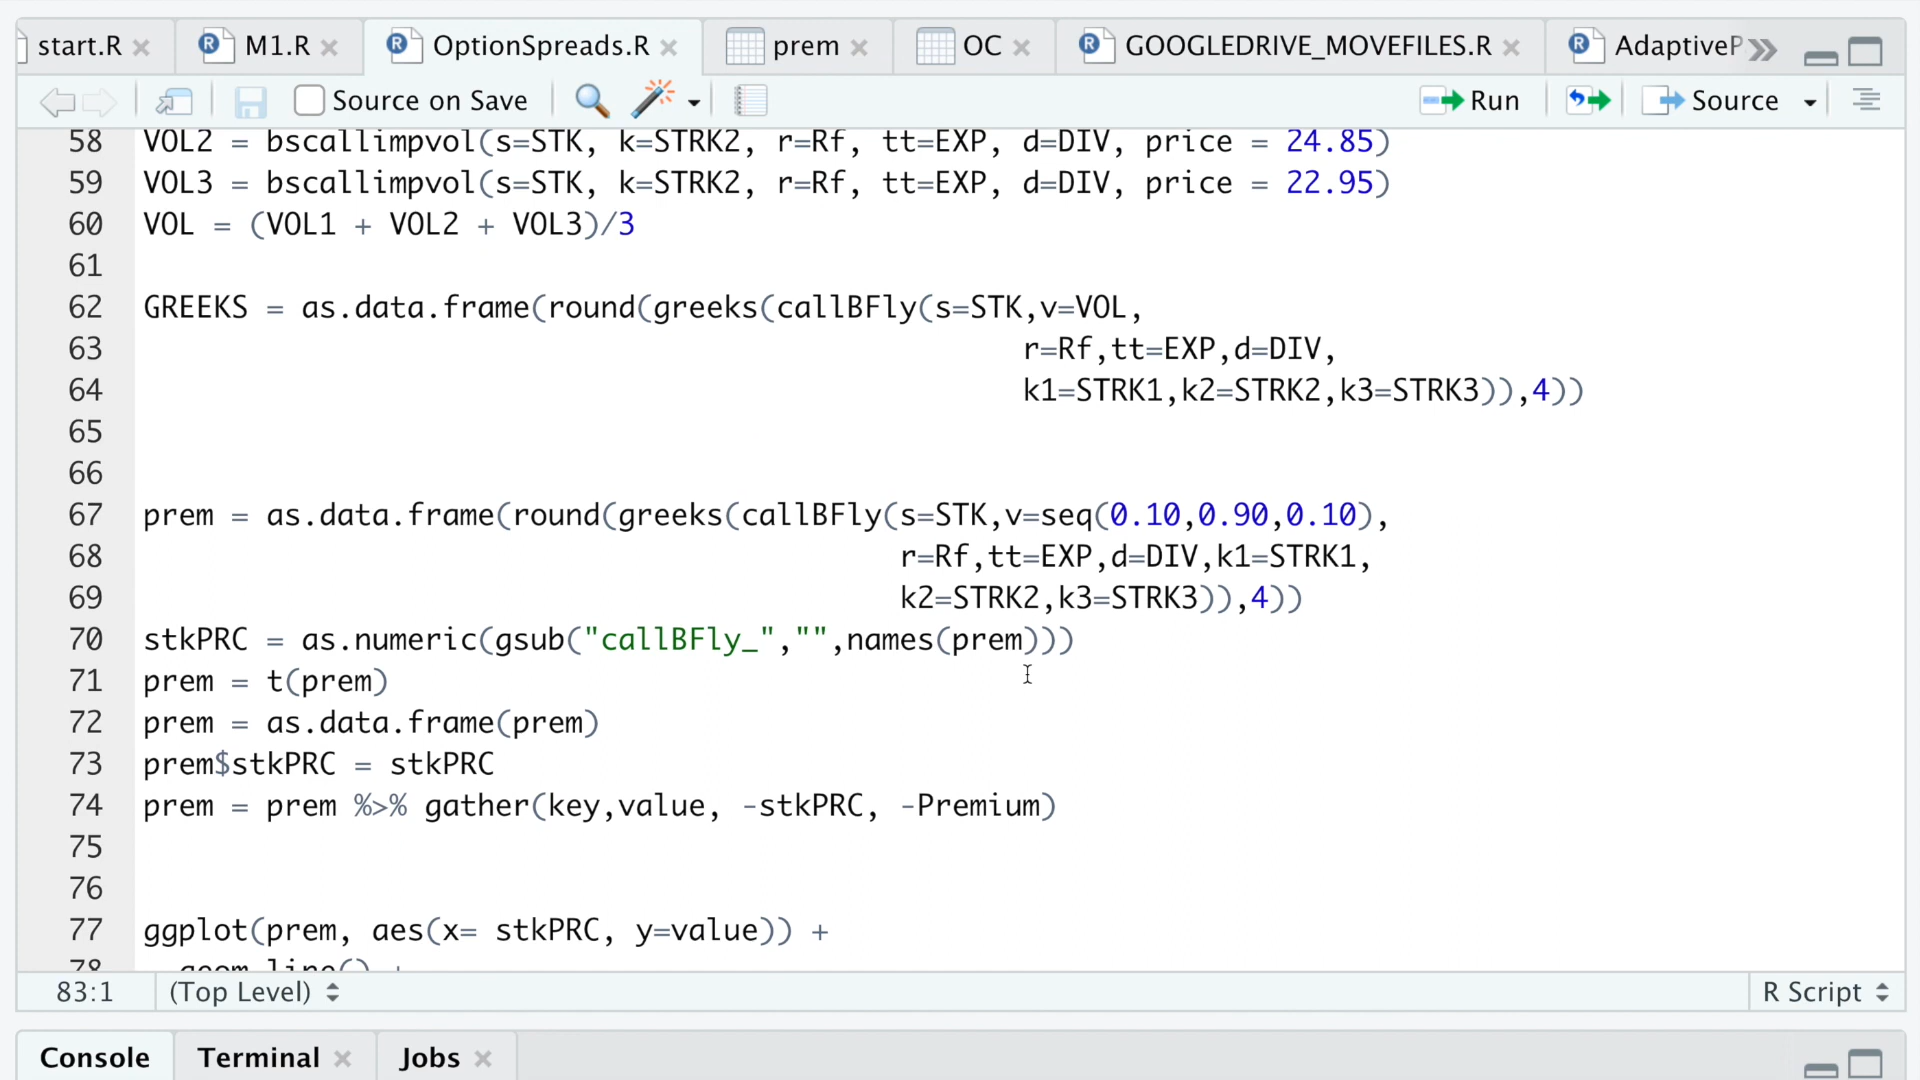 start.R M1.R OptionSpreads.R prem OC GOOGLEDRIVE_MOVEFILES.R AdaptiveP
Source on Save Run Source
58 VOL2 = bscallimpvol(s=STK, k=STRK2, r=Rf, tt=EXP, d=DIV, price = 24.85)
59 VOL3 = bscallimpvol(s=STK, k=STRK2, r=Rf, tt=EXP, d=DIV, price = 22.95)
60 VOL = (VOL1 + VOL2 + VOL3)/3
61
62 GREEKS = as.data.frame(round(greeks(callBFly(s=STK,v=VOL,
63 r=Rf,tt=EXP,d=DIV,
64 k1=STRK1,k2=STRK2,k3=STRK3)),4))
65
66
67 prem = as.data.frame(round(greeks(callBFly(s=STK,v=seq(0.10,0.90,0.10),
68 r=Rf,tt=EXP,d=DIV,k1=STRK1,
69 k2=STRK2,k3=STRK3)),4))
70 stkPRC = as.numeric(gsub("callBFly_","",names(prem)))
71 prem = t(prem)
72 prem = as.data.frame(prem)
73 prem$stkPRC = stkPRC
74 prem = prem %>% gather(key,value, -stkPRC, -Premium)
75
76
77 ggplot(prem, aes(x= stkPRC, y=value)) +
78 geom_line() +
83:1 (Top Level) R Script
Console Terminal Jobs